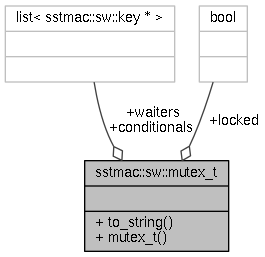 list< sstmac::sw::key * >
bool
+waiters
+conditionals
+locked
sstmac::sw::mutex_t
+ to_string()
+ mutex_t()